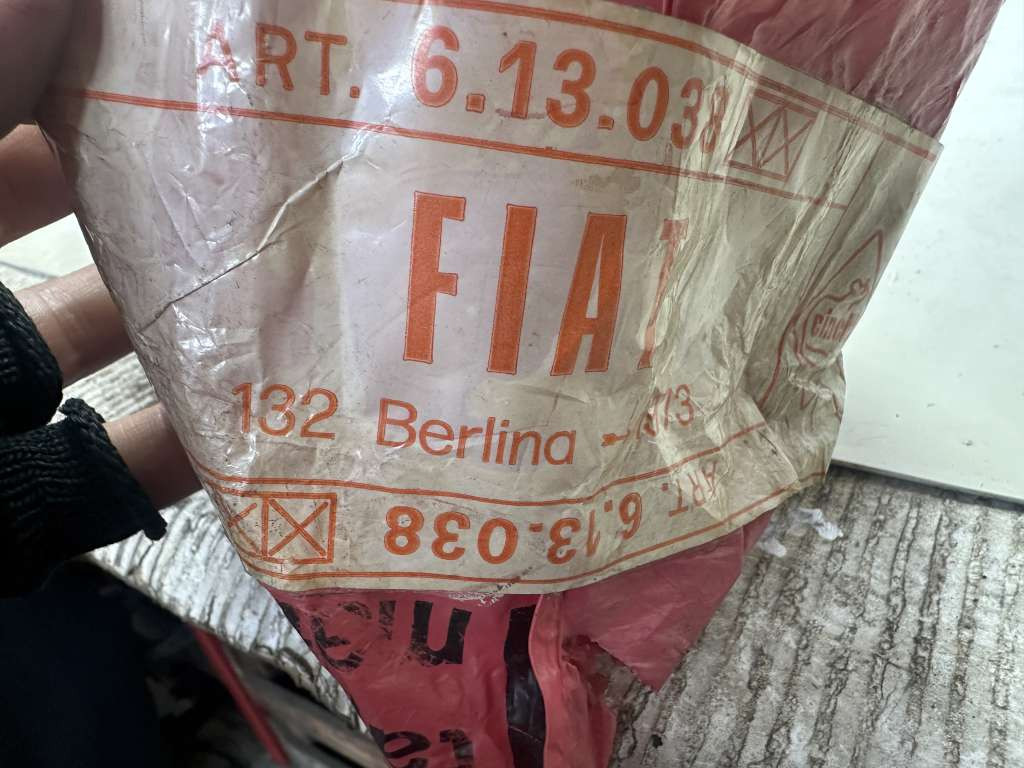 ART. 6.13.038
FIAT
132 Berlina
ART. 6.13.038